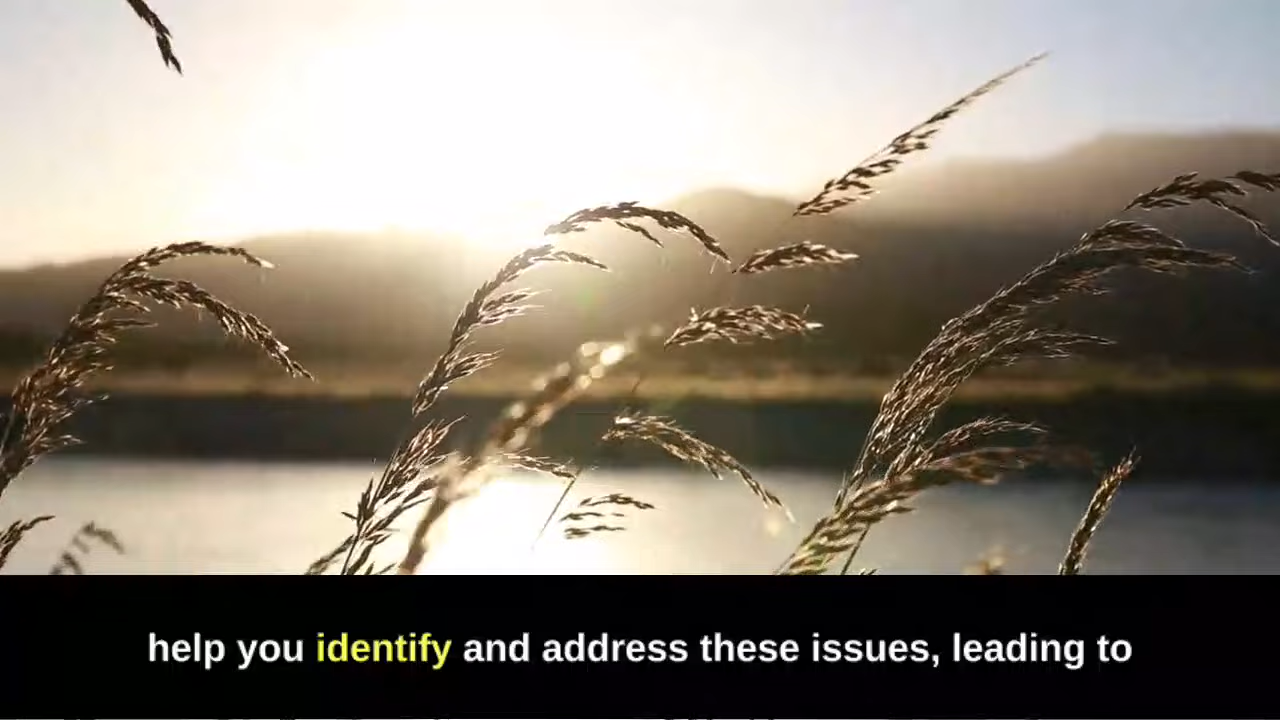 help you identify and address these issues, leading to